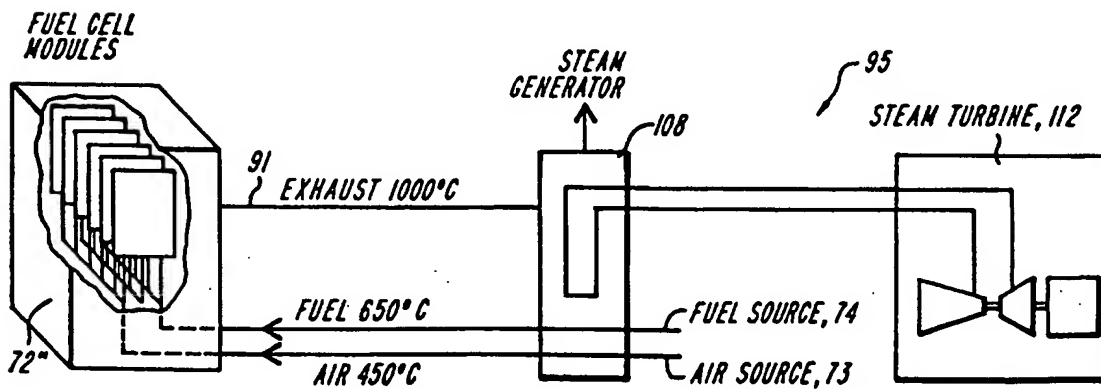 FUEL CELL
MODULES
STEAM
GENERATOR
95
108
STEAM TURBINE, 112
91
EXHAUST 1000°C
FUEL 650°C
FUEL SOURCE, 74
72"
AIR 450°C
AIR SOURCE, 73